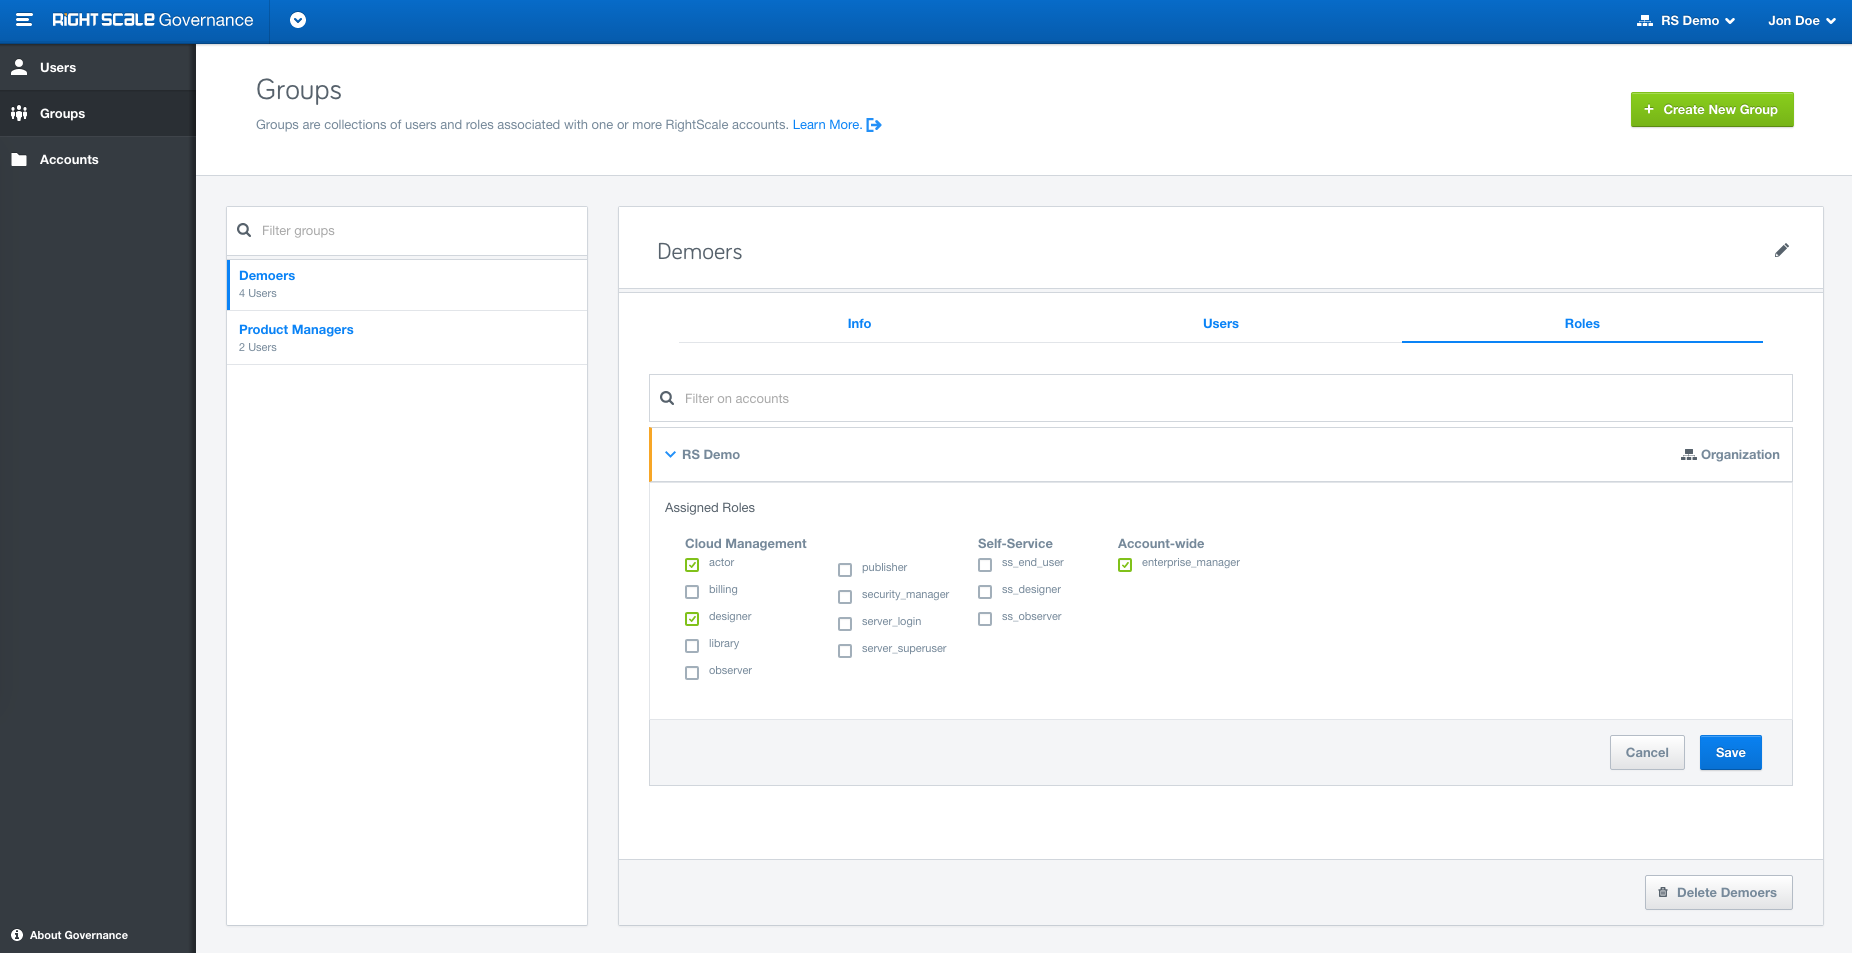 RIGHTSCALE Governance
RS Demo
Jon Doe
Users
Groups
Accounts
About Governance
Groups
Groups are collections of users and roles associated with one or more RightScale accounts. Learn More.
+ Create New Group
Filter groups
Demoers
4 Users
Product Managers
2 Users
Demoers
Info
Users
Roles
Filter on accounts
RS Demo
Organization
Assigned Roles
Cloud Management
actor
billing
designer
library
observer
publisher
security_manager
server_login
server_superuser
Self-Service
ss_end_user
ss_designer
ss_observer
Account-wide
enterprise_manager
Cancel
Save
Delete Demoers